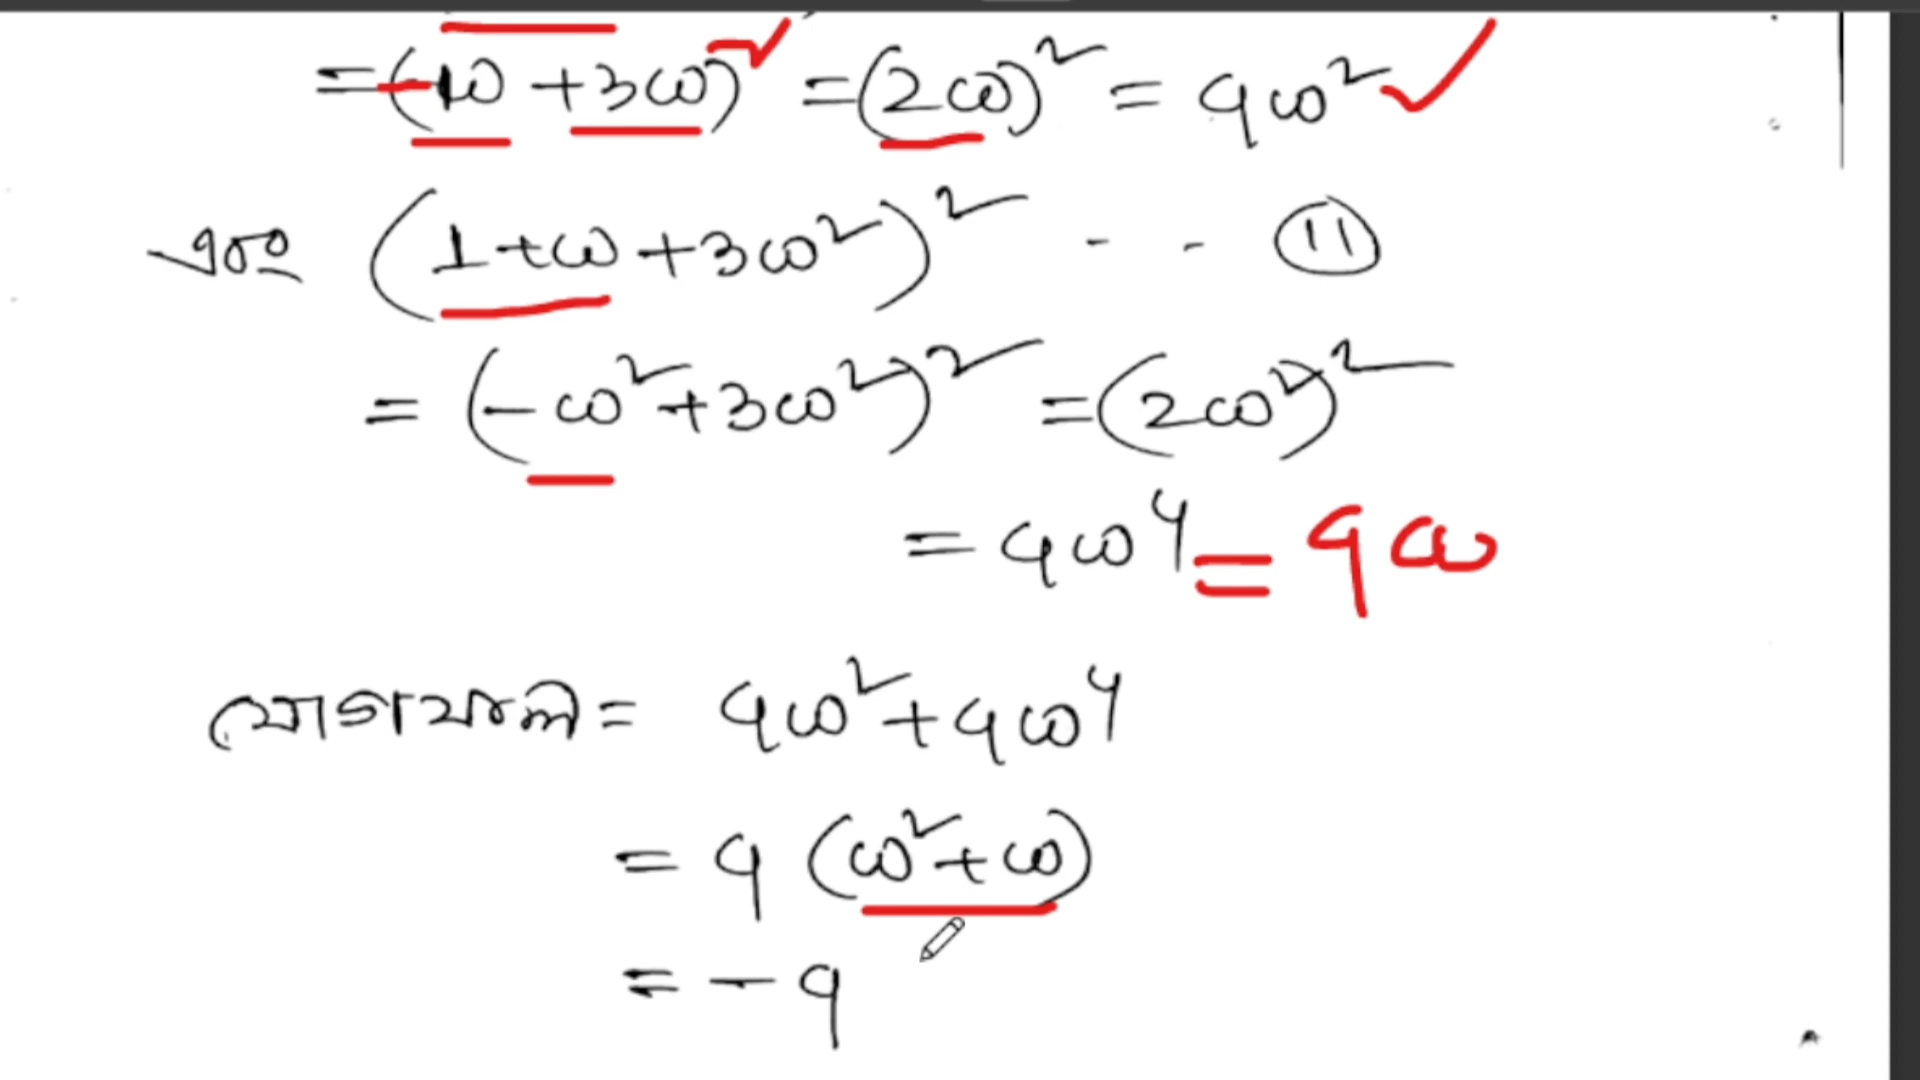 = (-ω + 3ω)² = (2ω)² = 4ω²
এবং (1+ω+3ω²)² - - (11)
= (-ω²+3ω²)² = (2ω²)²
= 4ω⁴ = 4ω
যোগফল = 4ω²+4ω⁴
= 4 (ω²+ω)
= -4